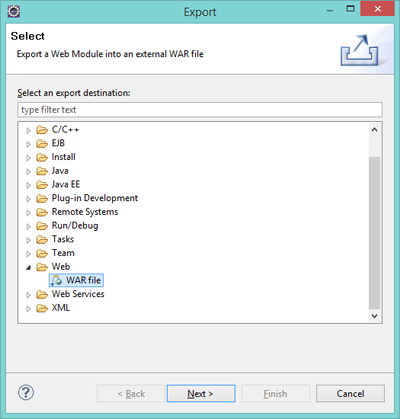 Export
Select
Export a Web Module into an external WAR file
Select an export destination:
type filter text
C/C++
EJB
Install
Java
Java EE
Plug-in Development
Remote Systems
Run/Debug
Tasks
Team
Web
WAR file
Web Services
XML
? < Back Next > Finish Cancel